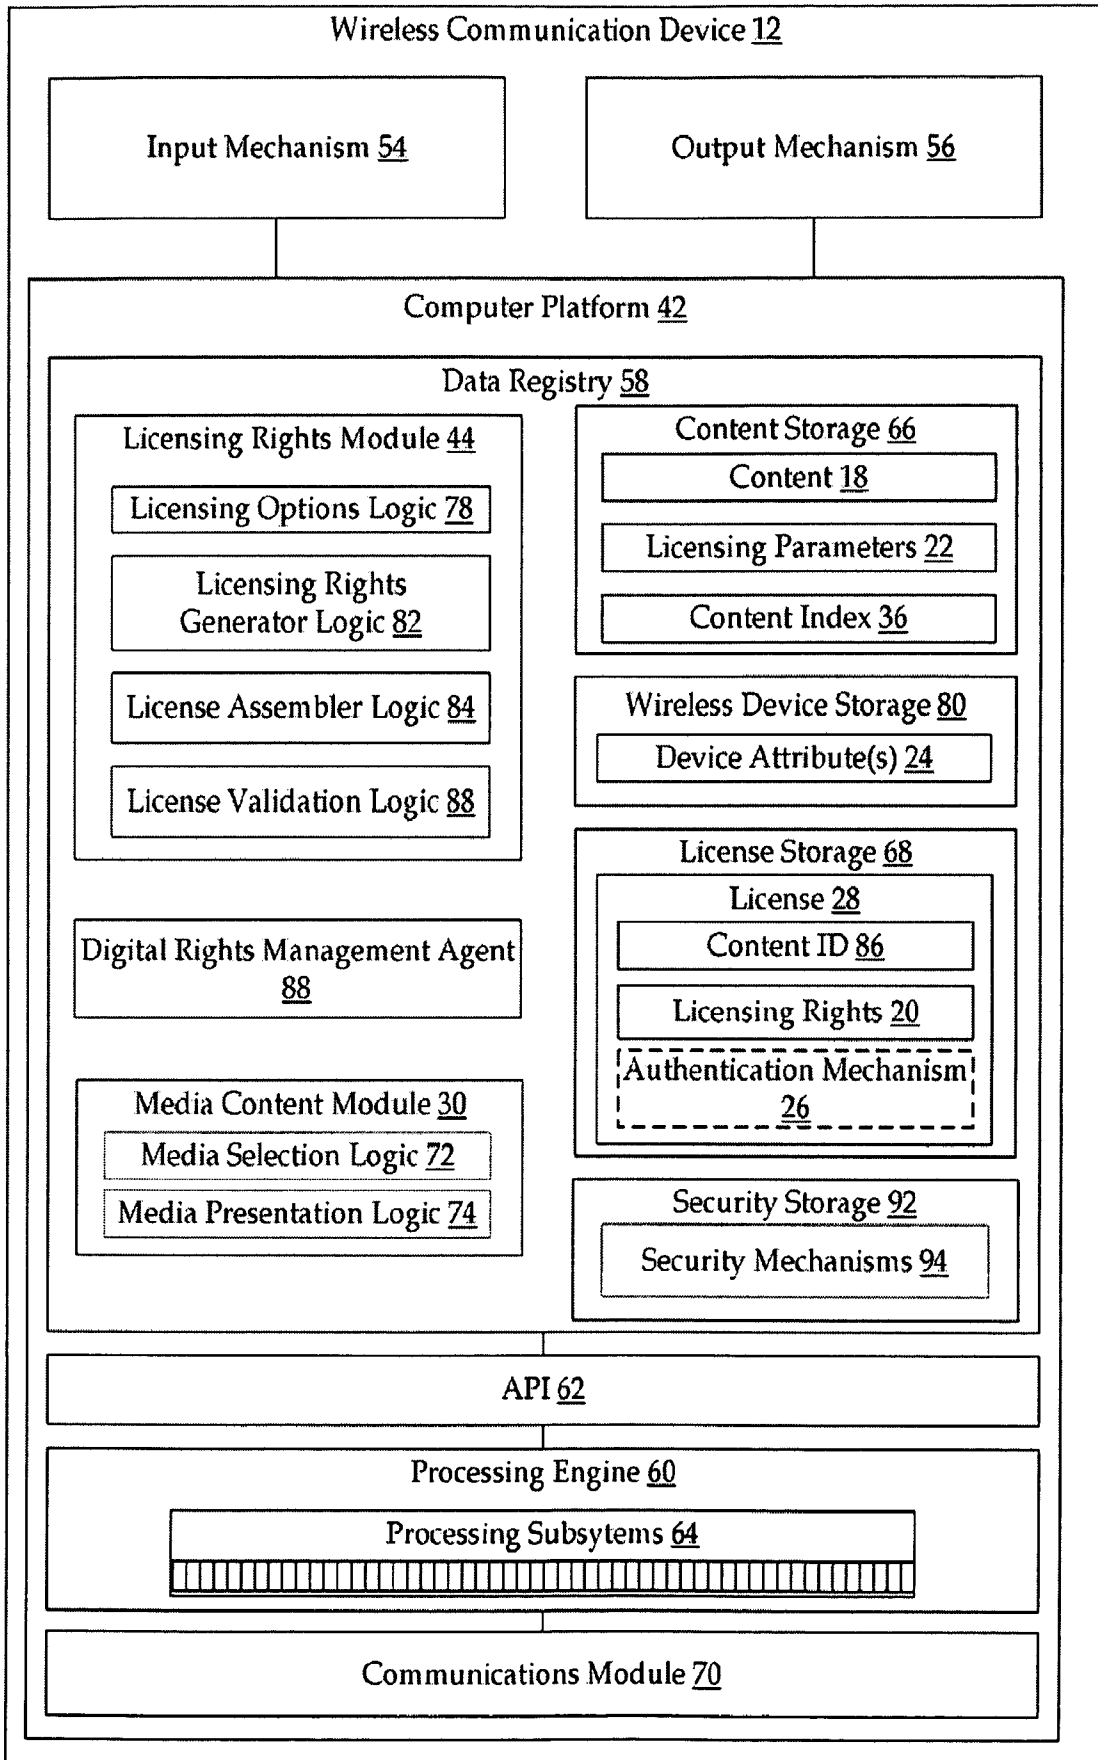 Wireless Communication Device 12
Input Mechanism 54
Output Mechanism 56
Computer Platform 42
Data Registry 58
Licensing Rights Module 44
Licensing Options Logic 78
Licensing Rights
Generator Logic 82
License Assembler Logic 84
License Validation Logic 88
Digital Rights Management Agent
88
Media Content Module 30
Media Selection Logic 72
Media Presentation Logic 74
Content Storage 66
Content 18
Licensing Parameters 22
Content Index 36
Wireless Device Storage 80
Device Attribute(s) 24
License Storage 68
License 28
Content ID 86
Licensing Rights 20
Authentication Mechanism
26
Security Storage 92
Security Mechanisms 94
API 62
Processing Engine 60
Processing Subsytems 64
Communications Module 70